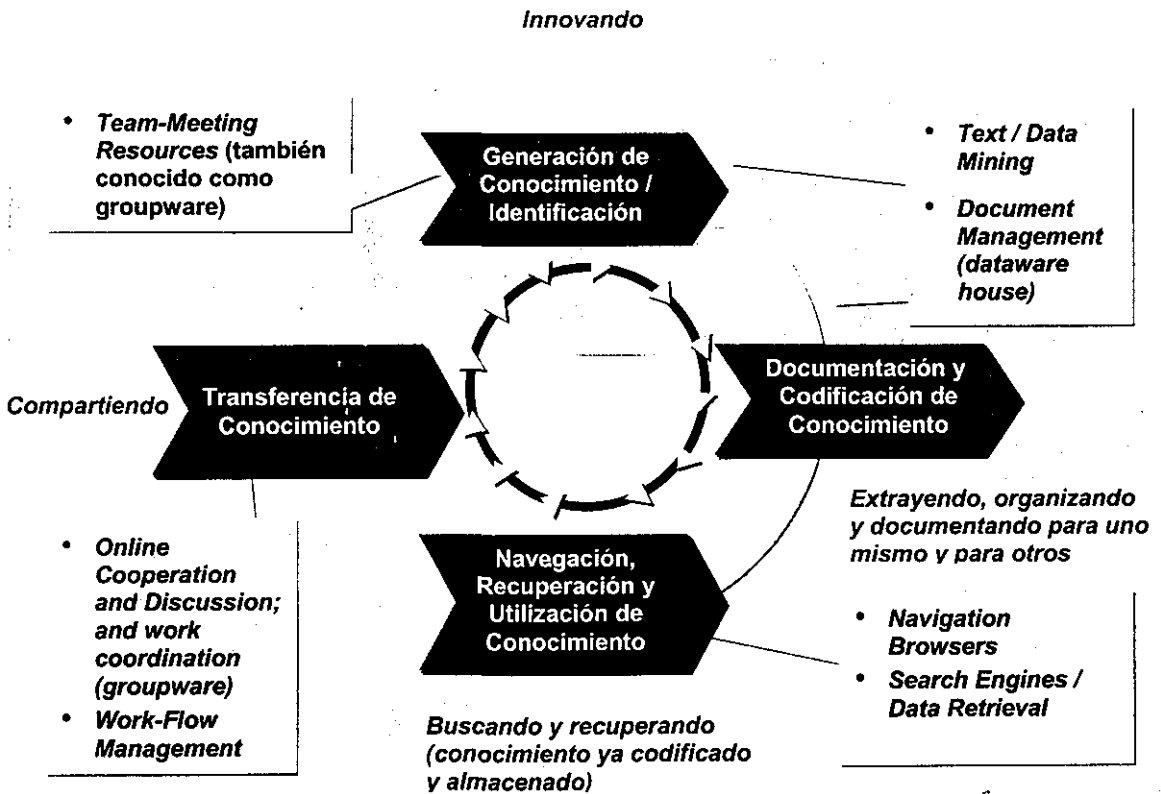 Innovando
• Team-Meeting
Resources (también
conocido como
groupware)
Generación de
Conocimiento /
Identificación
• Text / Data
Mining
• Document
Management
(dataware
house)
Compartiendo
Transferencia de
Conocimiento
Documentación y
Codificación de
Conocimiento
Extrayendo, organizando
y documentando para uno
mismo y para otros
• Online
Cooperation
and Discussion;
and work
coordination
(groupware)
• Work-Flow
Management
Navegación,
Recuperación y
Utilización de
Conocimiento
Buscando y recuperando
(conocimiento ya codificado
y almacenado)
• Navigation
Browsers
• Search Engines /
Data Retrieval